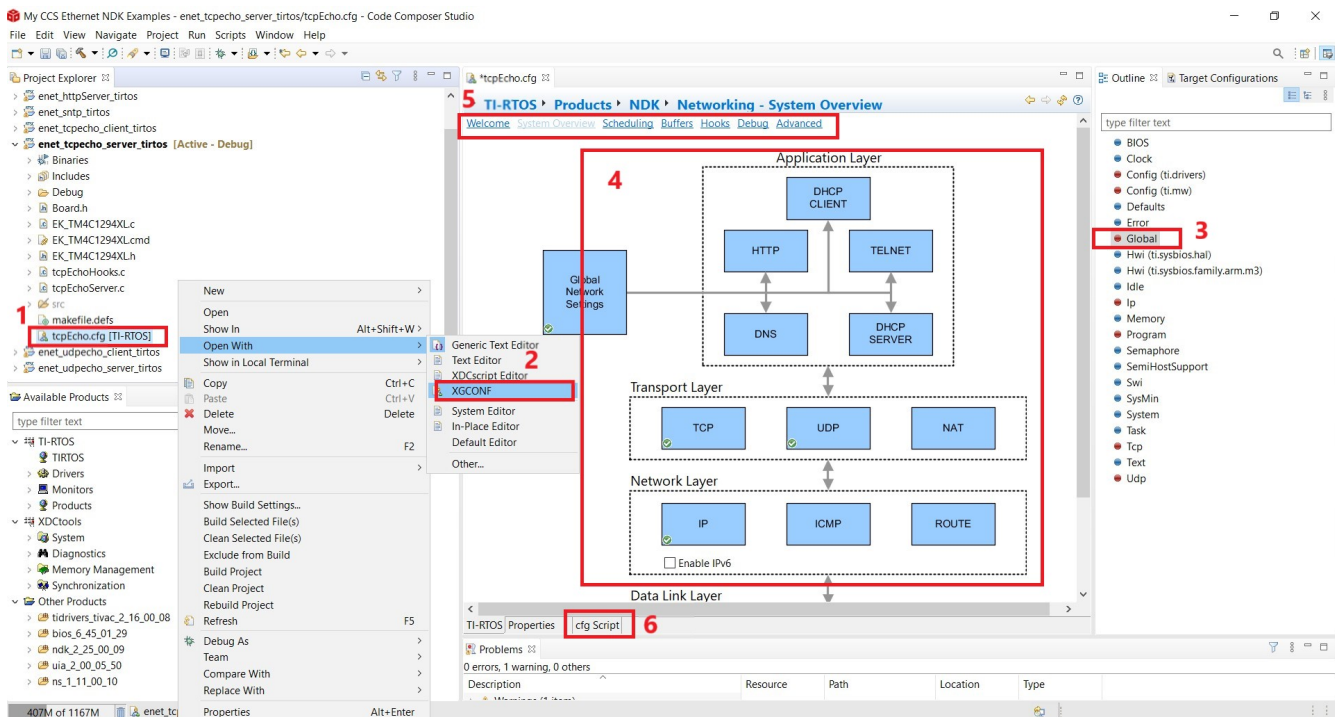 My CCS Ethernet NDK Examples - enet_tcpecho_server_tirtos/tcpEcho.cfg - Code Composer Studio
File Edit View Navigate Project Run Scripts Window Help
Project Explorer
enet_httpServer_tirtos
enet_sntp_tirtos
enet_tcpecho_client_tirtos
enet_tcpecho_server_tirtos [Active - Debug]
Binaries
Includes
Debug
Board.h
EK_TM4C1294XL.c
EK_TM4C1294XL.cmd
EK_TM4C1294XL.h
tcpEchoHooks.c
tcpEchoServer.c
src
makefile.defs
1
tcpEcho.cfg [TI-RTOS]
enet_udpecho_client_tirtos
enet_udpecho_server_tirtos
Available Products
type filter text
TI-RTOS
TIRTOS
Drivers
Monitors
Products
XDCtools
System
Diagnostics
Memory Management
Synchronization
Other Products
tidrivers_tivac_2_16_00_08
bios_6_45_01_29
ndk_2_25_00_09
uia_2_00_05_50
ns_1_11_00_10
407M of 1167M
enet_tc
New
Open
Show In Alt+Shift+W
Open With
Show in Local Terminal
Copy Ctrl+C
Paste Ctrl+V
Delete Delete
Move...
Rename... F2
Import
Export...
Show Build Settings...
Build Selected File(s)
Clean Selected File(s)
Exclude from Build
Build Project
Clean Project
Rebuild Project
Refresh F5
Debug As
Team
Compare With
Replace With
Properties Alt+Enter
Generic Text Editor
Text Editor
2
XDCscript Editor
XGCONF
System Editor
In-Place Editor
Default Editor
Other...
*tcpEcho.cfg
5
TI-RTOS Products NDK Networking - System Overview
Welcome System Overview Scheduling Buffers Hooks Debug Advanced
4
Application Layer
DHCP
CLIENT
HTTP TELNET
Global
Network
Settings
DNS
DHCP
SERVER
Transport Layer
TCP UDP NAT
Network Layer
IP ICMP ROUTE
Enable IPv6
Data Link Layer
TI-RTOS Properties cfg Script
6
Problems
0 errors, 1 warning, 0 others
Description Resource Path Location Type
Outline Target Configurations
type filter text
BIOS
Clock
Config (ti.drivers)
Config (ti.mw)
Defaults
Error
Global
3
Hwi (ti.sysbios.hal)
Hwi (ti.sysbios.family.arm.m3)
Idle
Ip
Memory
Program
Semaphore
SemiHostSupport
Swi
SysMin
System
Task
Tcp
Text
Udp